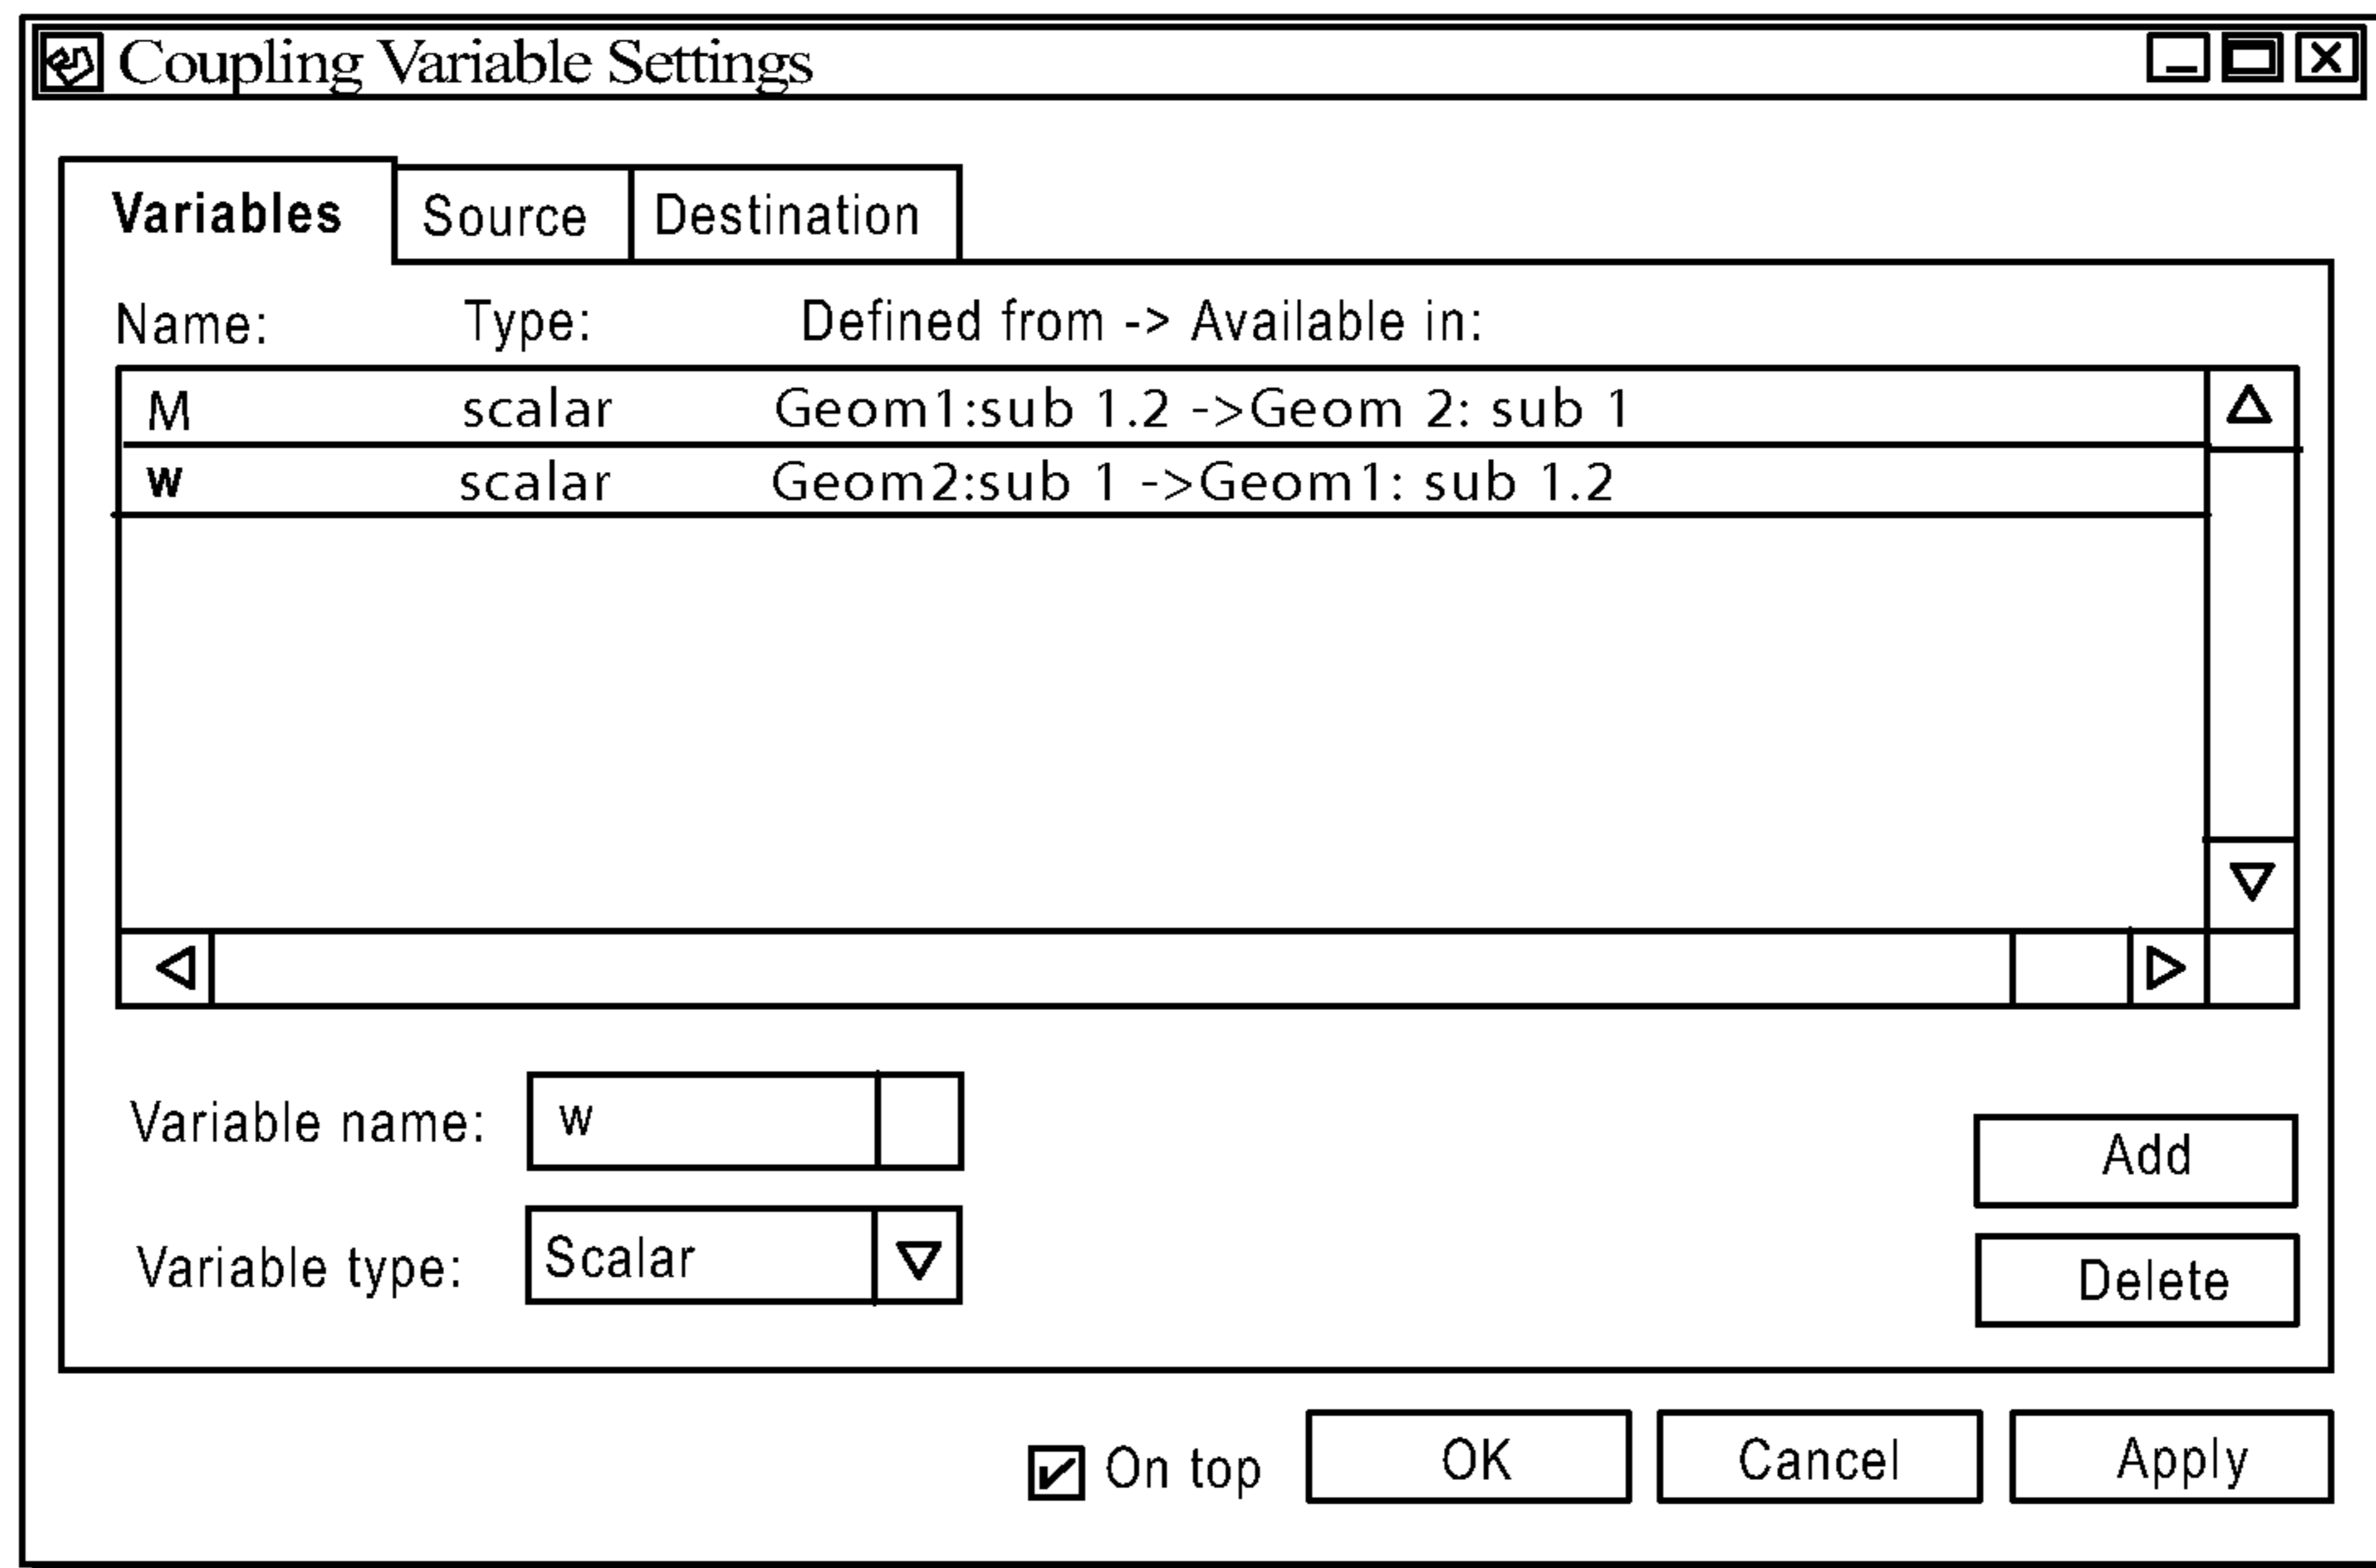 Coupling Variable Settings
Variables Source Destination
Name: Type: Defined from -> Available in:
M scalar Geom1:sub 1.2 ->Geom 2: sub 1
w scalar Geom2:sub 1 ->Geom1: sub 1.2
Variable name: w
Add
Variable type: Scalar
Delete
On top OK Cancel Apply